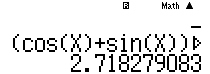 R Math ▲
(cos(X)+sin(X))▷
2.718279083